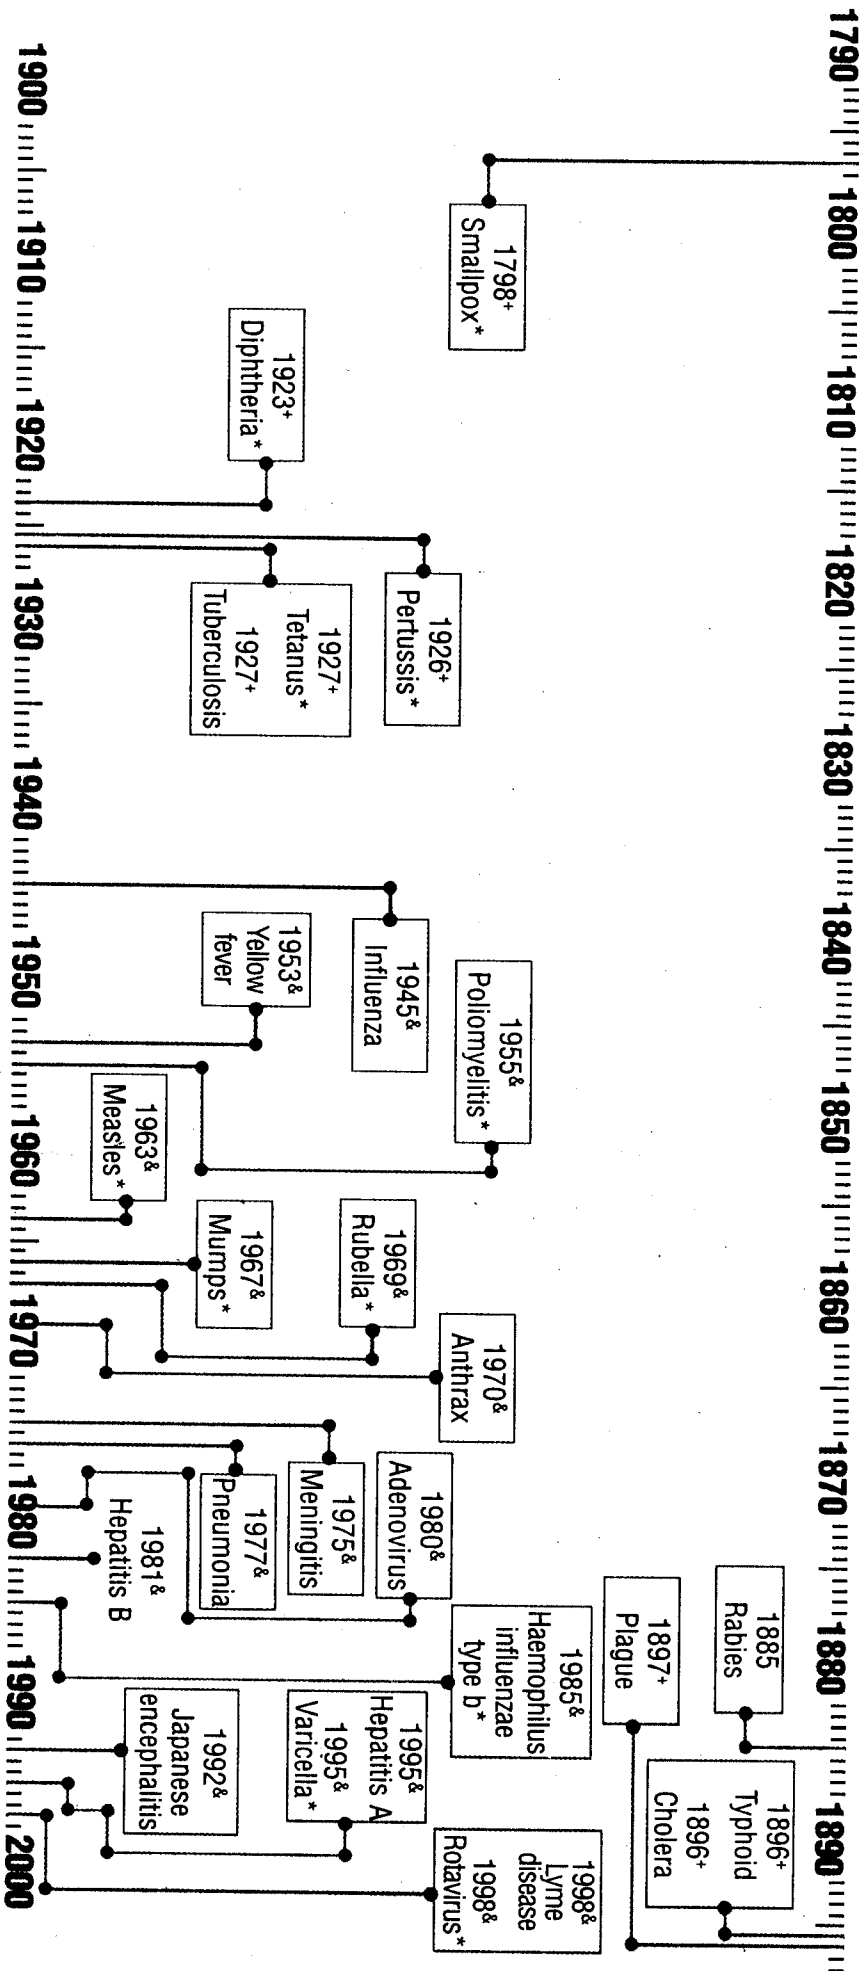 1790 1800 1810 1820 1830 1840 1850 1860 1870 1880 1890
1798+
Smallpox*
1885
Rabies
1896+
Typhoid
1896+
Cholera
1897+
Plague
1900 1910 1920 1930 1940 1950 1960 1970 1980 1990 2000
1923+
Diphtheria*
1926+
Pertussis*
1927+
Tetanus*
1927+
Tuberculosis
1945&
Influenza
1953&
Yellow
fever
1955&
Poliomyelitis*
1963&
Measles*
1967&
Mumps*
1969&
Rubella*
1970&
Anthrax
1975&
Meningitis
1977&
Pneumonia
1980&
Adenovirus
1981&
Hepatitis B
1985&
Haemophilus
influenzae
type b*
1992&
Japanese
encephalitis
1995&
Hepatitis A
1995&
Varicella*
1998&
Lyme
disease
1998&
Rotavirus*